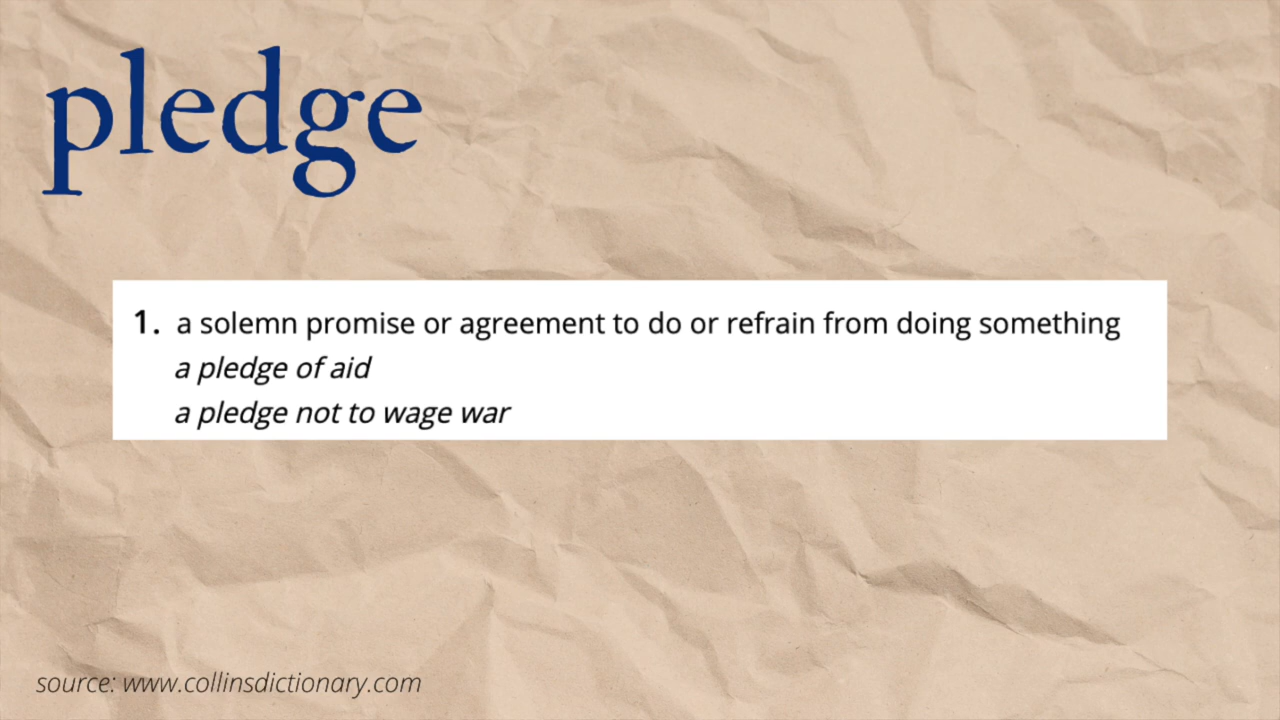 pledge
1. a solemn promise or agreement to do or refrain from doing something
a pledge of aid
a pledge not to wage war
source: www.collinsdictionary.com